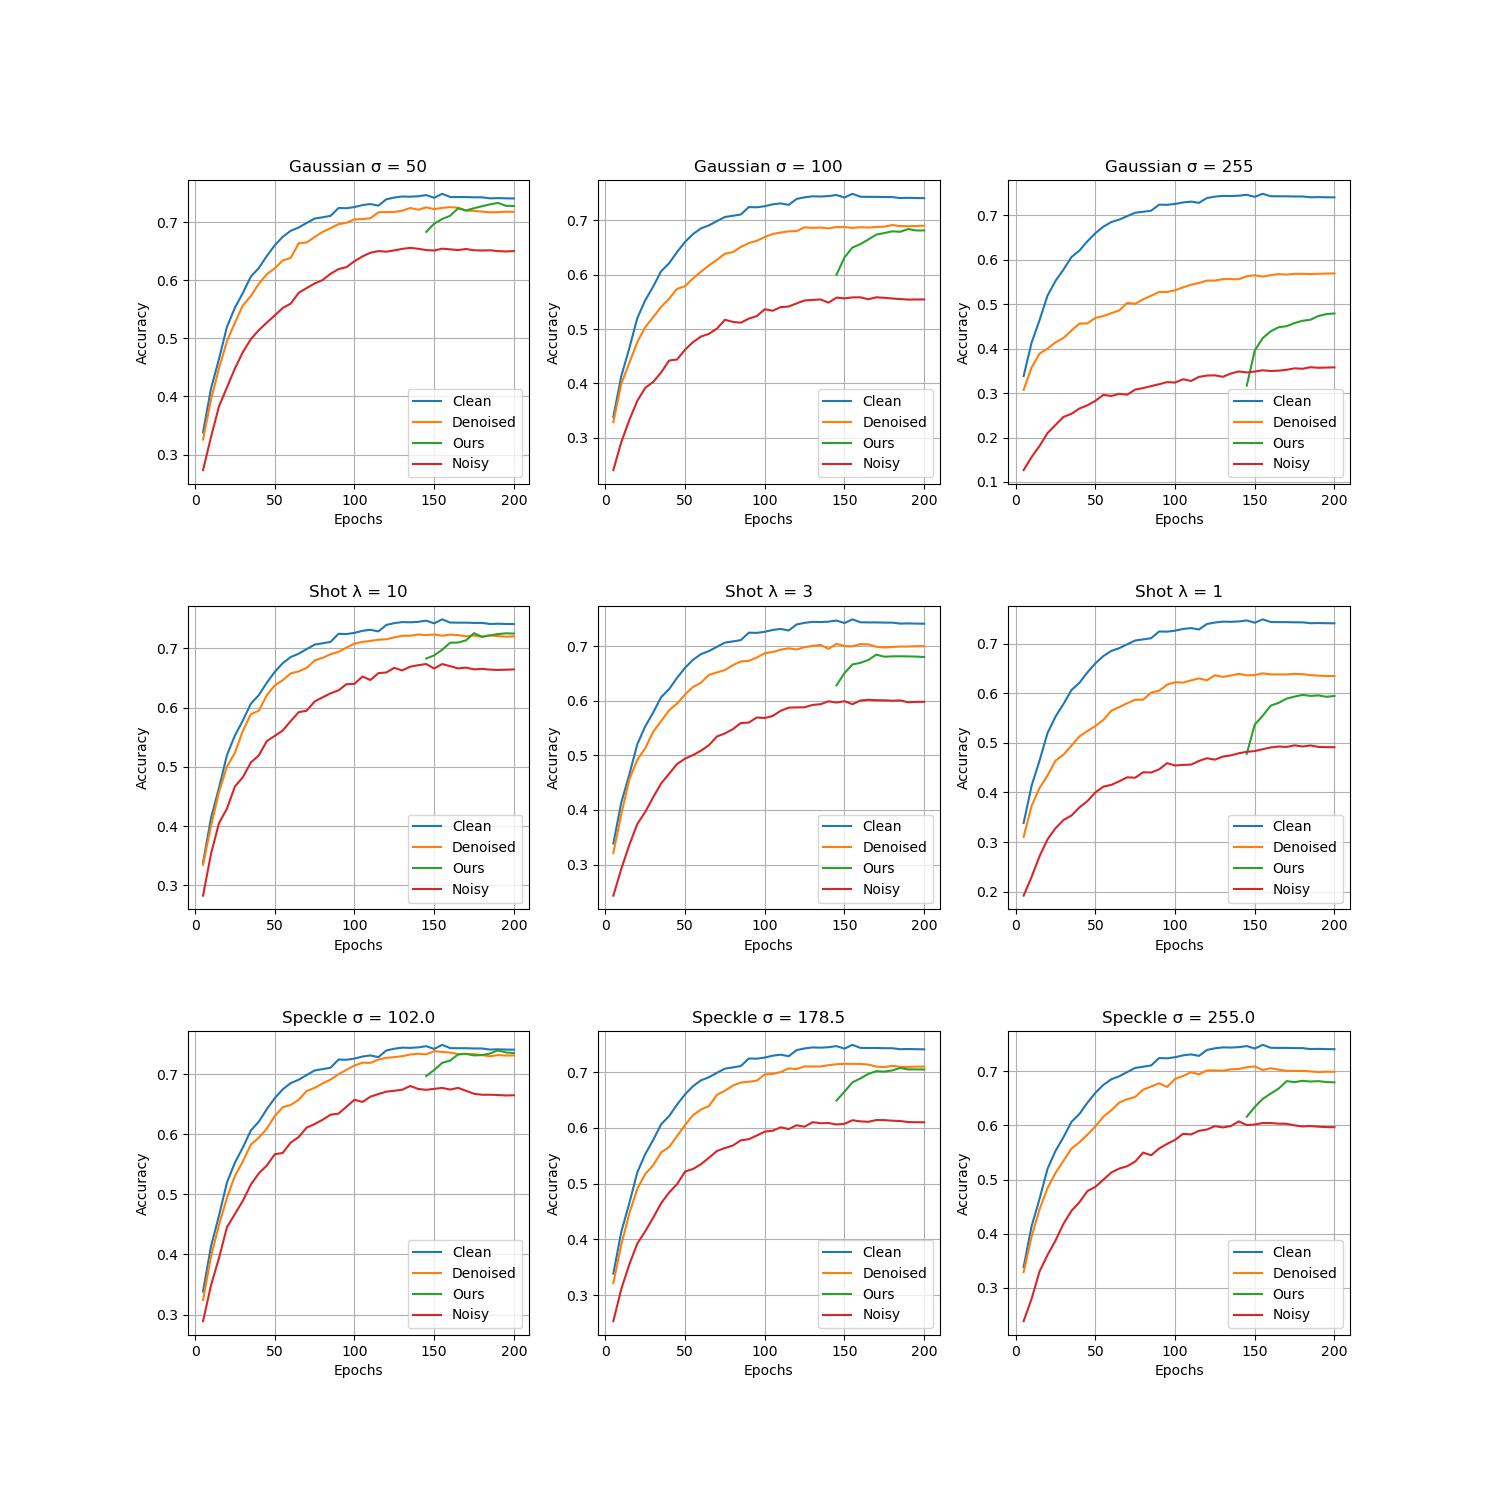 Gaussian σ = 50
Accuracy
0.7
0.6
0.5
0.4
0.3
Clean
Denoised
Ours
Noisy
0 50 100 150 200
Epochs
Gaussian σ = 100
Accuracy
0.7
0.6
0.5
0.4
0.3
Clean
Denoised
Ours
Noisy
0 50 100 150 200
Epochs
Gaussian σ = 255
Accuracy
0.7
0.6
0.5
0.4
0.3
0.2
0.1
Clean
Denoised
Ours
Noisy
0 50 100 150 200
Epochs
Shot λ = 10
Accuracy
0.7
0.6
0.5
0.4
0.3
Clean
Denoised
Ours
Noisy
0 50 100 150 200
Epochs
Shot λ = 3
Accuracy
0.7
0.6
0.5
0.4
0.3
Clean
Denoised
Ours
Noisy
0 50 100 150 200
Epochs
Shot λ = 1
Accuracy
0.7
0.6
0.5
0.4
0.3
0.2
Clean
Denoised
Ours
Noisy
0 50 100 150 200
Epochs
Speckle σ = 102.0
Accuracy
0.7
0.6
0.5
0.4
0.3
Clean
Denoised
Ours
Noisy
0 50 100 150 200
Epochs
Speckle σ = 178.5
Accuracy
0.7
0.6
0.5
0.4
0.3
Clean
Denoised
Ours
Noisy
0 50 100 150 200
Epochs
Speckle σ = 255.0
Accuracy
0.7
0.6
0.5
0.4
0.3
Clean
Denoised
Ours
Noisy
0 50 100 150 200
Epochs